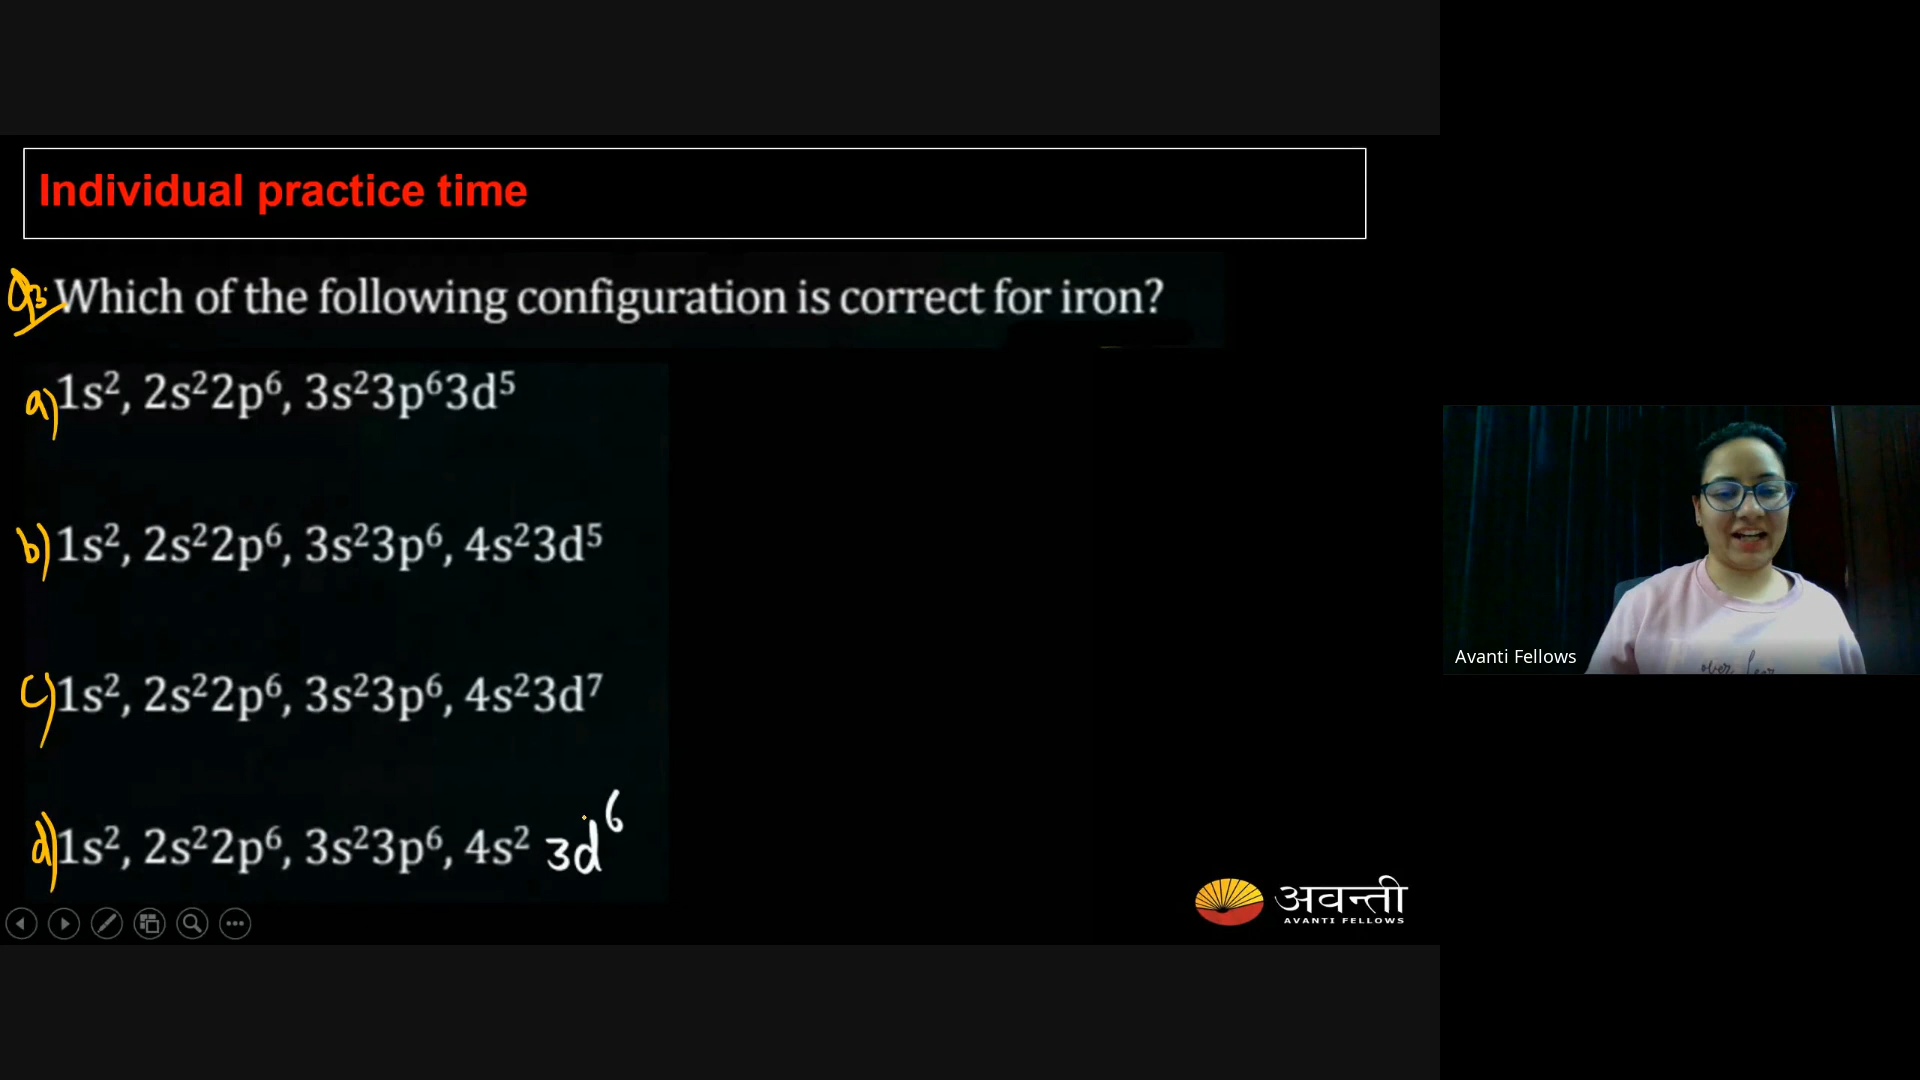 Individual practice time
Q3. Which of the following configuration is correct for iron?
a) 1s², 2s²2p⁶, 3s²3p⁶3d⁵
b) 1s², 2s²2p⁶, 3s²3p⁶, 4s²3d⁵
c) 1s², 2s²2p⁶, 3s²3p⁶, 4s²3d⁷
d) 1s², 2s²2p⁶, 3s²3p⁶, 4s² 3d⁶
अवन्ती
AVANTI FELLOWS
Avanti Fellows